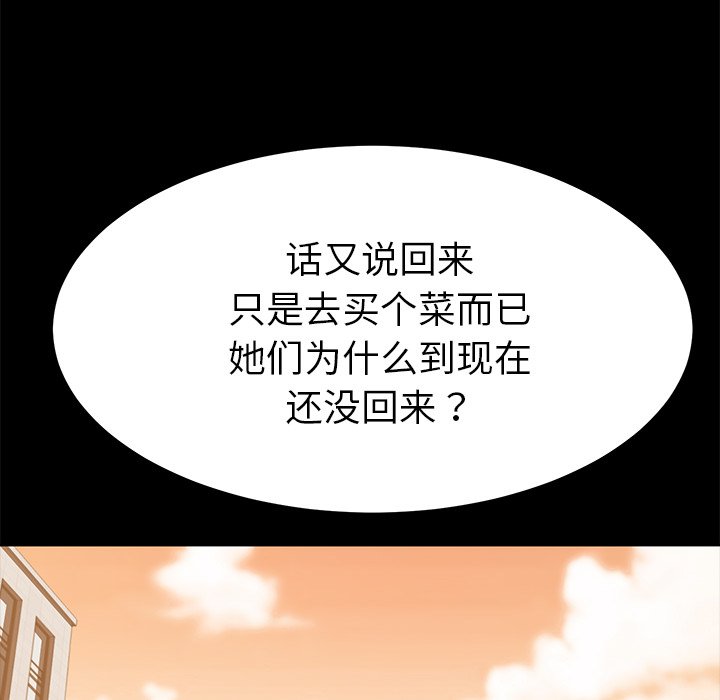 话又说回来
只是去买个菜而已
她们为什么到现在
还没回来？